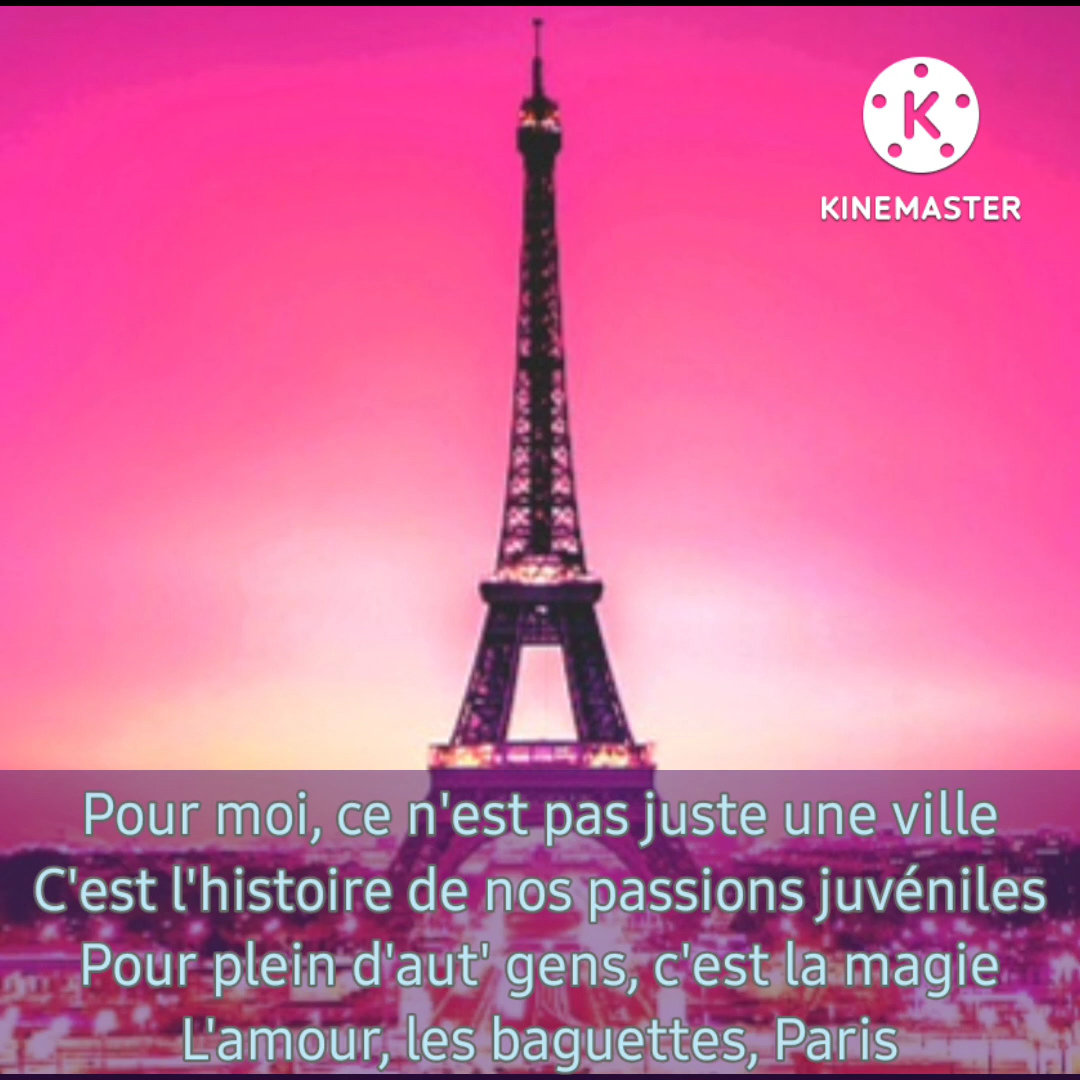 K
KINEMASTER
Pour moi, ce n'est pas juste une ville
C'est l'histoire de nos passions juvéniles
Pour plein d'aut' gens, c'est la magie
L'amour, les baguettes, Paris